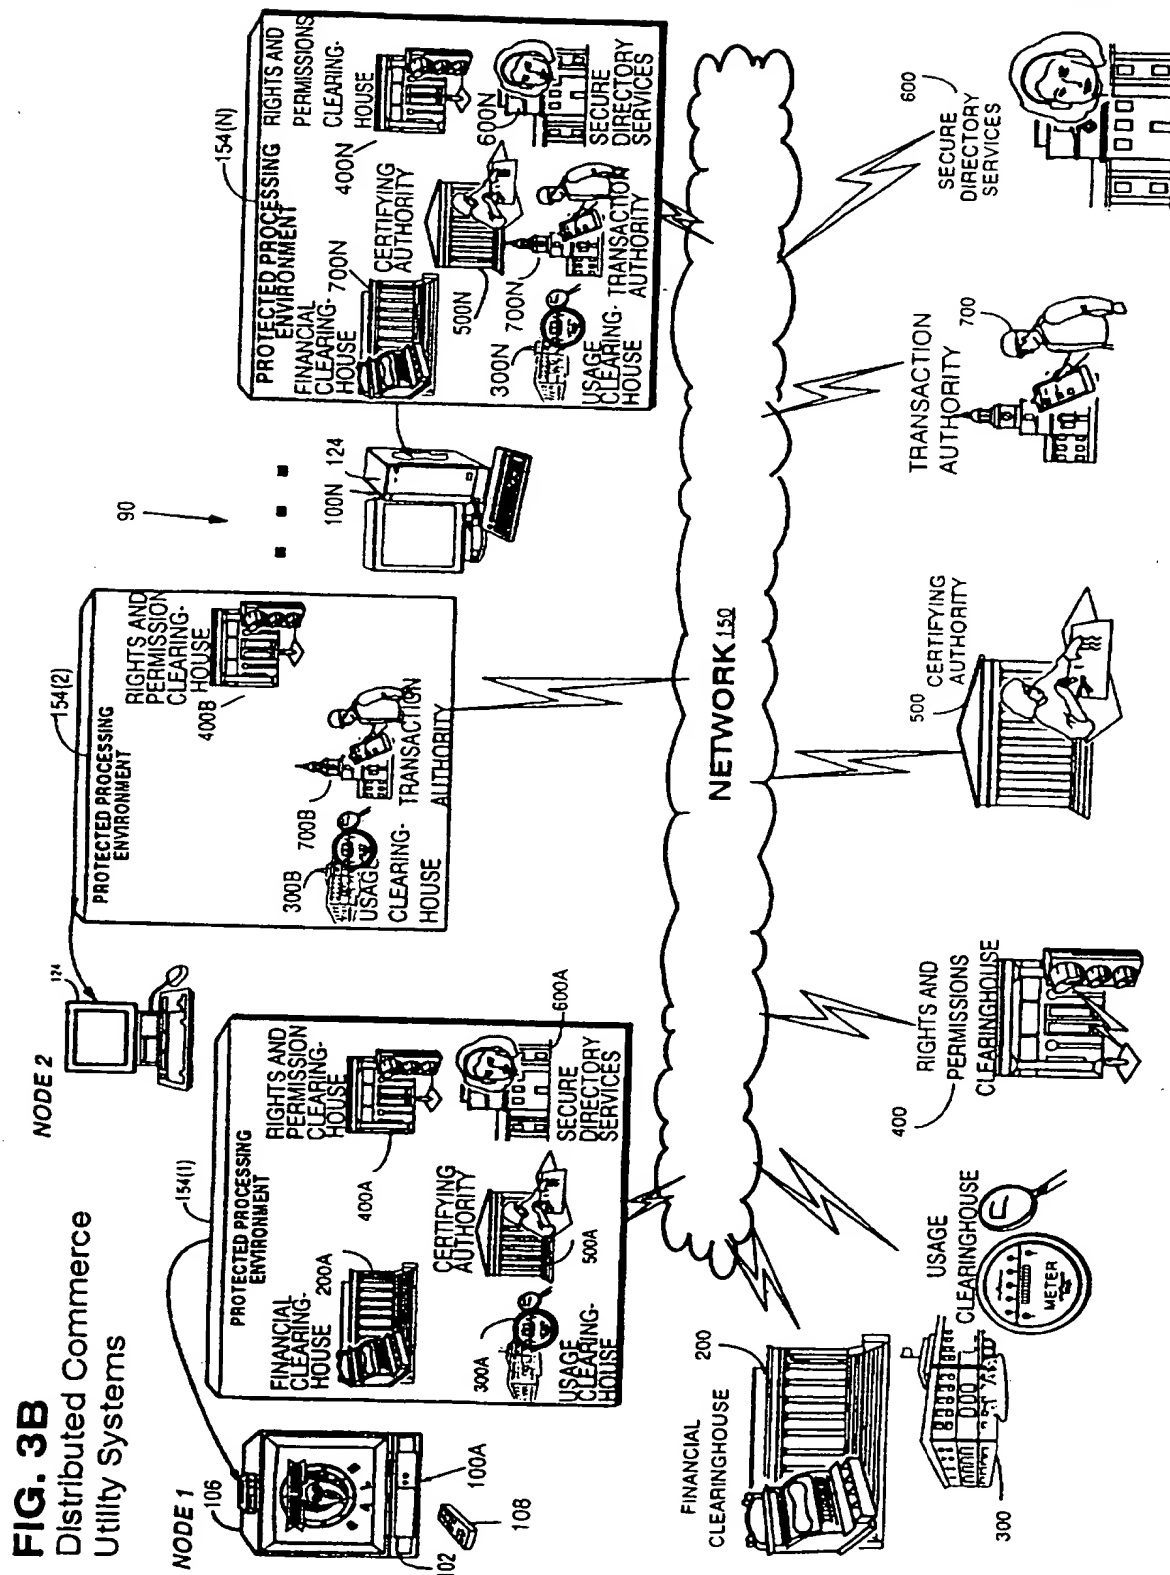 FIG. 3B
Distributed Commerce
Utility Systems
NODE 1
106
102
100A
108
NODE 2
124
154(1)
PROTECTED PROCESSING
ENVIRONMENT
FINANCIAL
CLEARING-
HOUSE
200A
RIGHTS AND
PERMISSION
CLEARING-
HOUSE
400A
CERTIFYING
AUTHORITY
500A
300A
USAGE
CLEARING-
HOUSE
SECURE
DIRECTORY
SERVICES
600A
154(2)
PROTECTED PROCESSING
ENVIRONMENT
RIGHTS AND
PERMISSION
CLEARING-
HOUSE
400B
300B
USAGE
CLEARING-
HOUSE
700B
TRANSACTION
AUTHORITY
90
100N
124
154(N)
PROTECTED PROCESSING
ENVIRONMENT
FINANCIAL
CLEARING-
HOUSE
700N
RIGHTS AND
PERMISSIONS
CLEARING-
HOUSE
400N
CERTIFYING
AUTHORITY
500N
600N
SECURE
DIRECTORY
SERVICES
300N
USAGE
CLEARING-
HOUSE
700N
TRANSACTION
AUTHORITY
NETWORK 150
FINANCIAL
CLEARINGHOUSE
200
USAGE
CLEARINGHOUSE
METER
300
RIGHTS AND
PERMISSIONS
CLEARINGHOUSE
400
500
CERTIFYING
AUTHORITY
TRANSACTION
AUTHORITY
700
SECURE
DIRECTORY
SERVICES
600